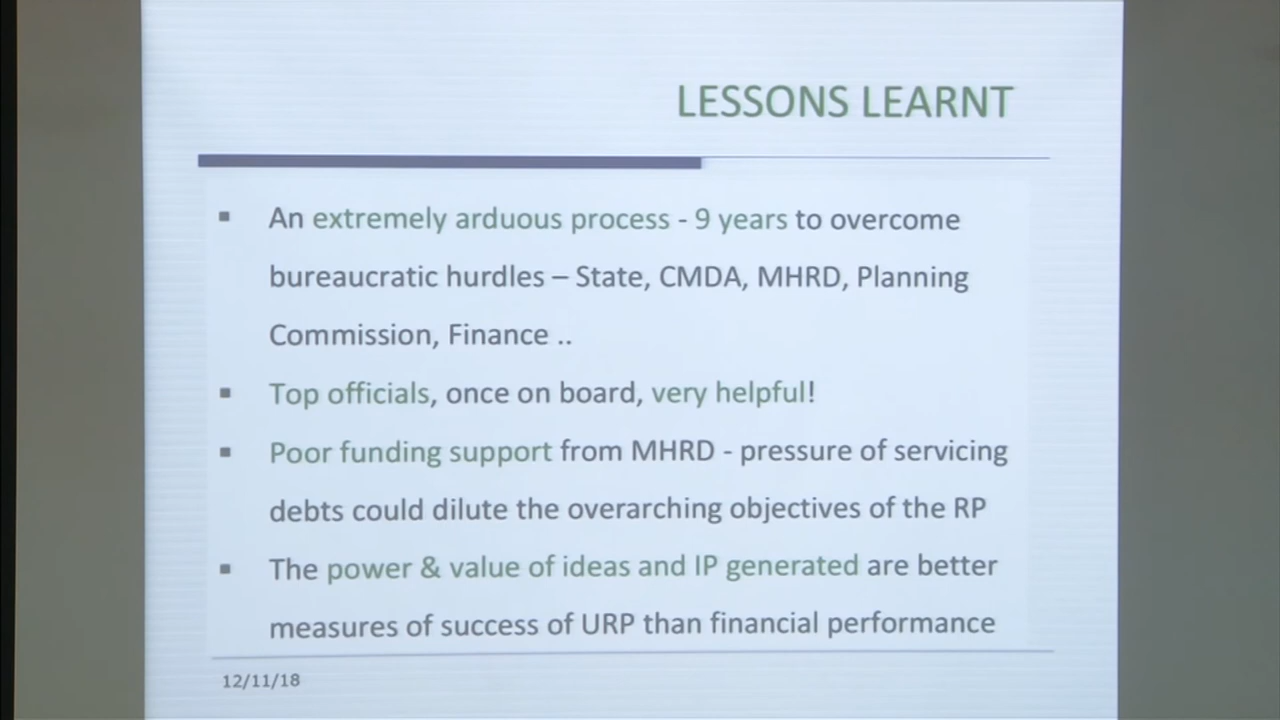 LESSONS LEARNT
▪ An extremely arduous process - 9 years to overcome
bureaucratic hurdles – State, CMDA, MHRD, Planning
Commission, Finance ..
▪ Top officials, once on board, very helpful!
▪ Poor funding support from MHRD - pressure of servicing
debts could dilute the overarching objectives of the RP
▪ The power & value of ideas and IP generated are better
measures of success of URP than financial performance
12/11/18